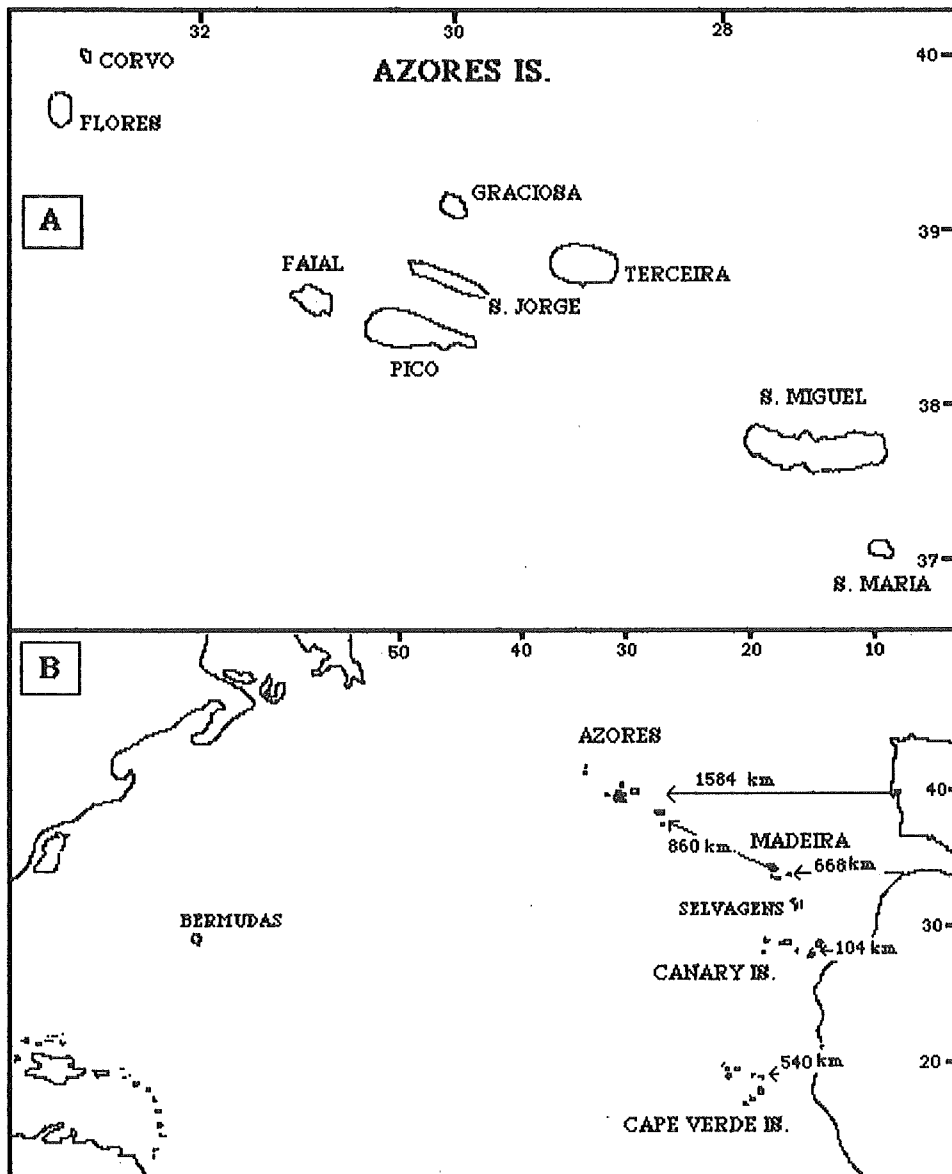 32 30 28
CORVO
AZORES IS.
40
FLORES
GRACIOSA
A
39
FAIAL
TERCEIRA
S. JORGE
PICO
S. MIGUEL
38
37
S. MARIA
B
50 40 30 20 10
AZORES
1584 km
40
MADEIRA
860 km
668 km
SELVAGENS
BERMUDAS
30
104 km
CANARY IS.
540 km
20
CAPE VERDE IS.